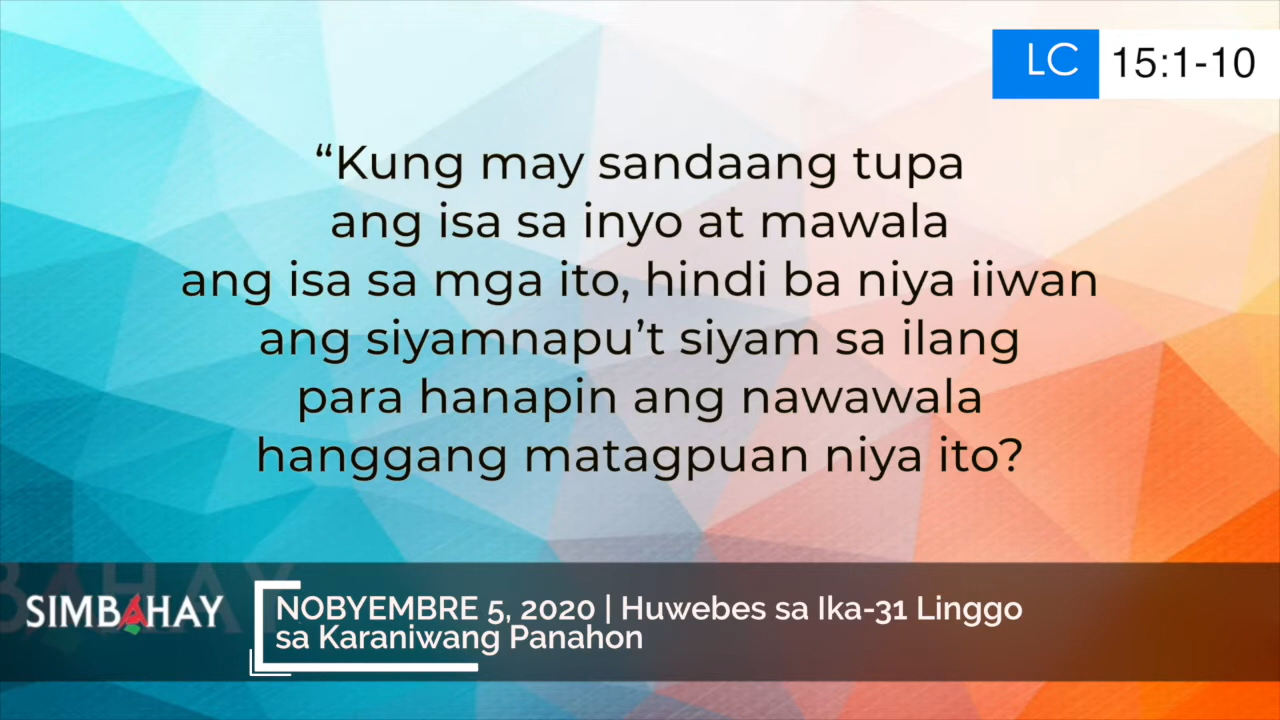 LC 15:1-10
“Kung may sandaang tupa
ang isa sa inyo at mawala
ang isa sa mga ito, hindi ba niya iiwan
ang siyamnapu’t siyam sa ilang
para hanapin ang nawawala
hanggang matagpuan niya ito?
SIMBAHAY
NOBYEMBRE 5, 2020 | Huwebes sa Ika-31 Linggo
sa Karaniwang Panahon